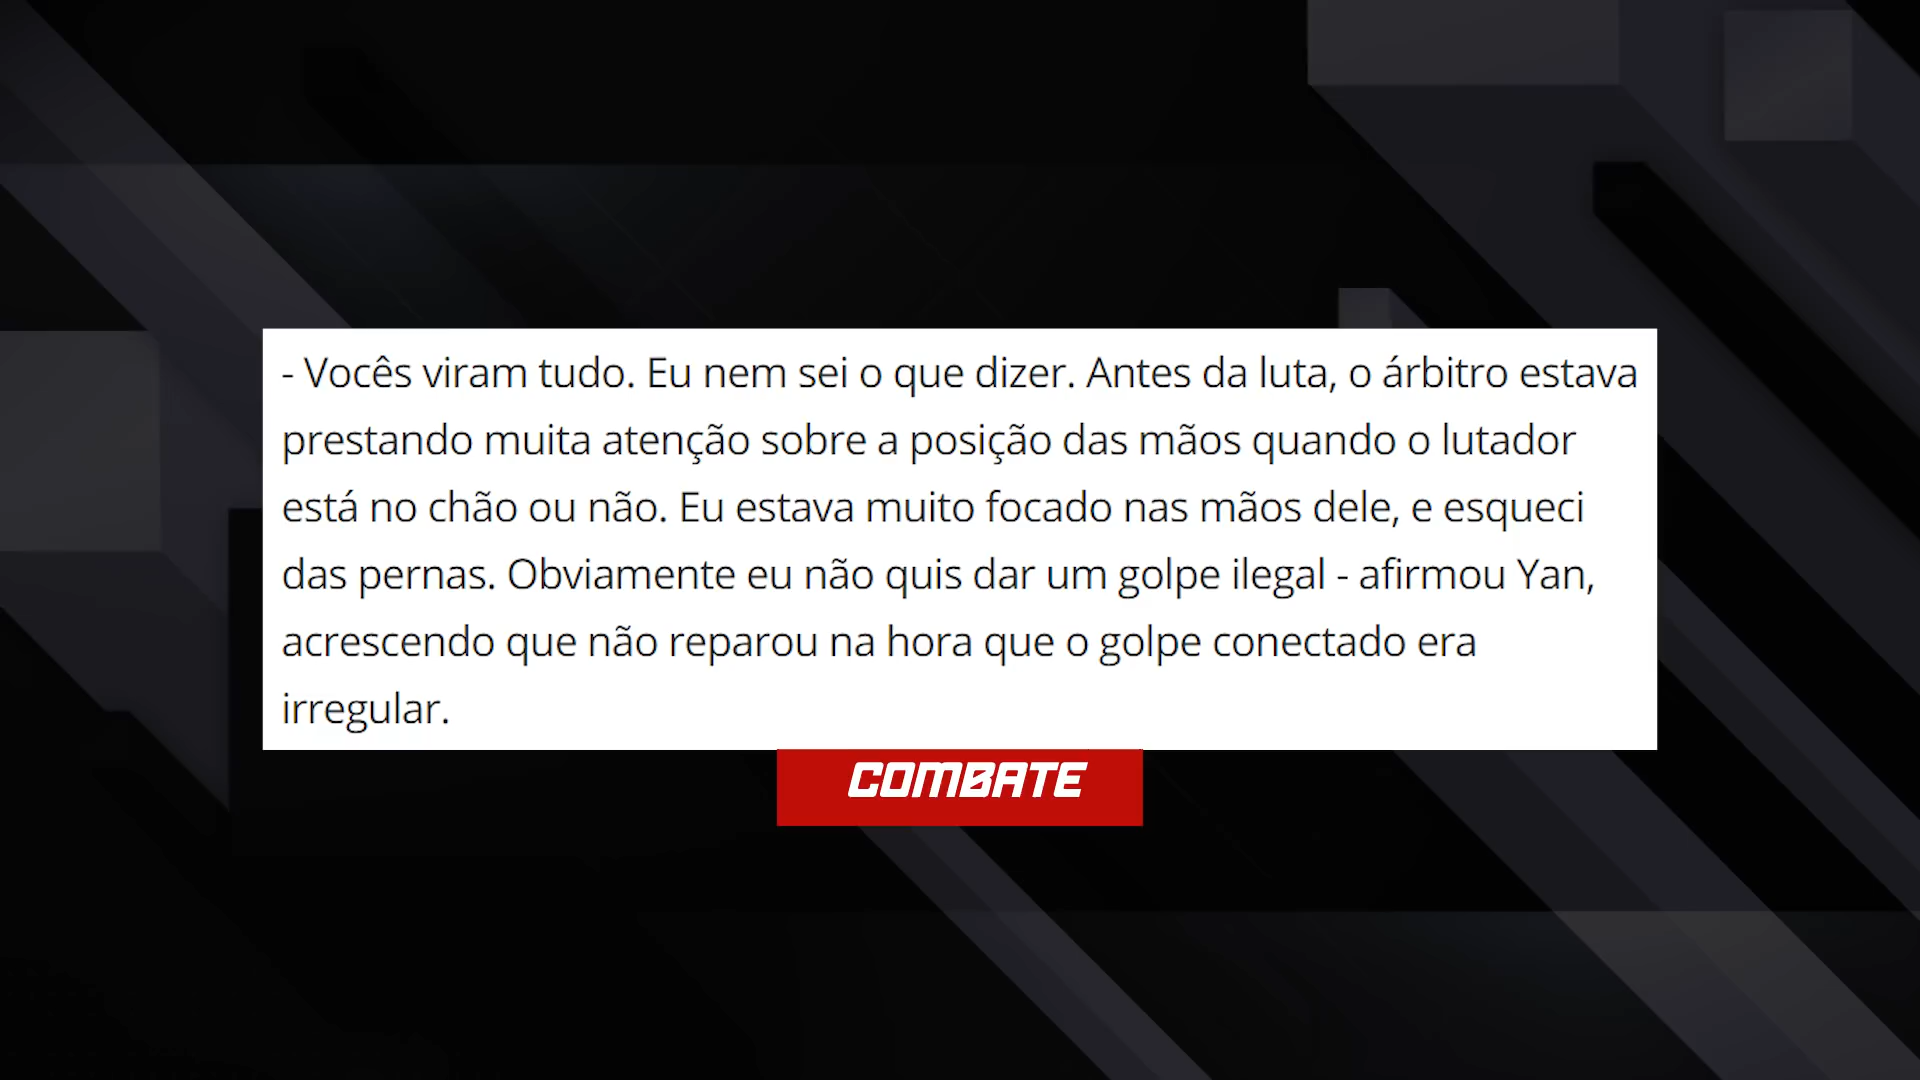 - Vocês viram tudo. Eu nem sei o que dizer. Antes da luta, o árbitro estava
prestando muita atenção sobre a posição das mãos quando o lutador
está no chão ou não. Eu estava muito focado nas mãos dele, e esqueci
das pernas. Obviamente eu não quis dar um golpe ilegal - afirmou Yan,
acrescendo que não reparou na hora que o golpe conectado era
irregular.
COMBATE